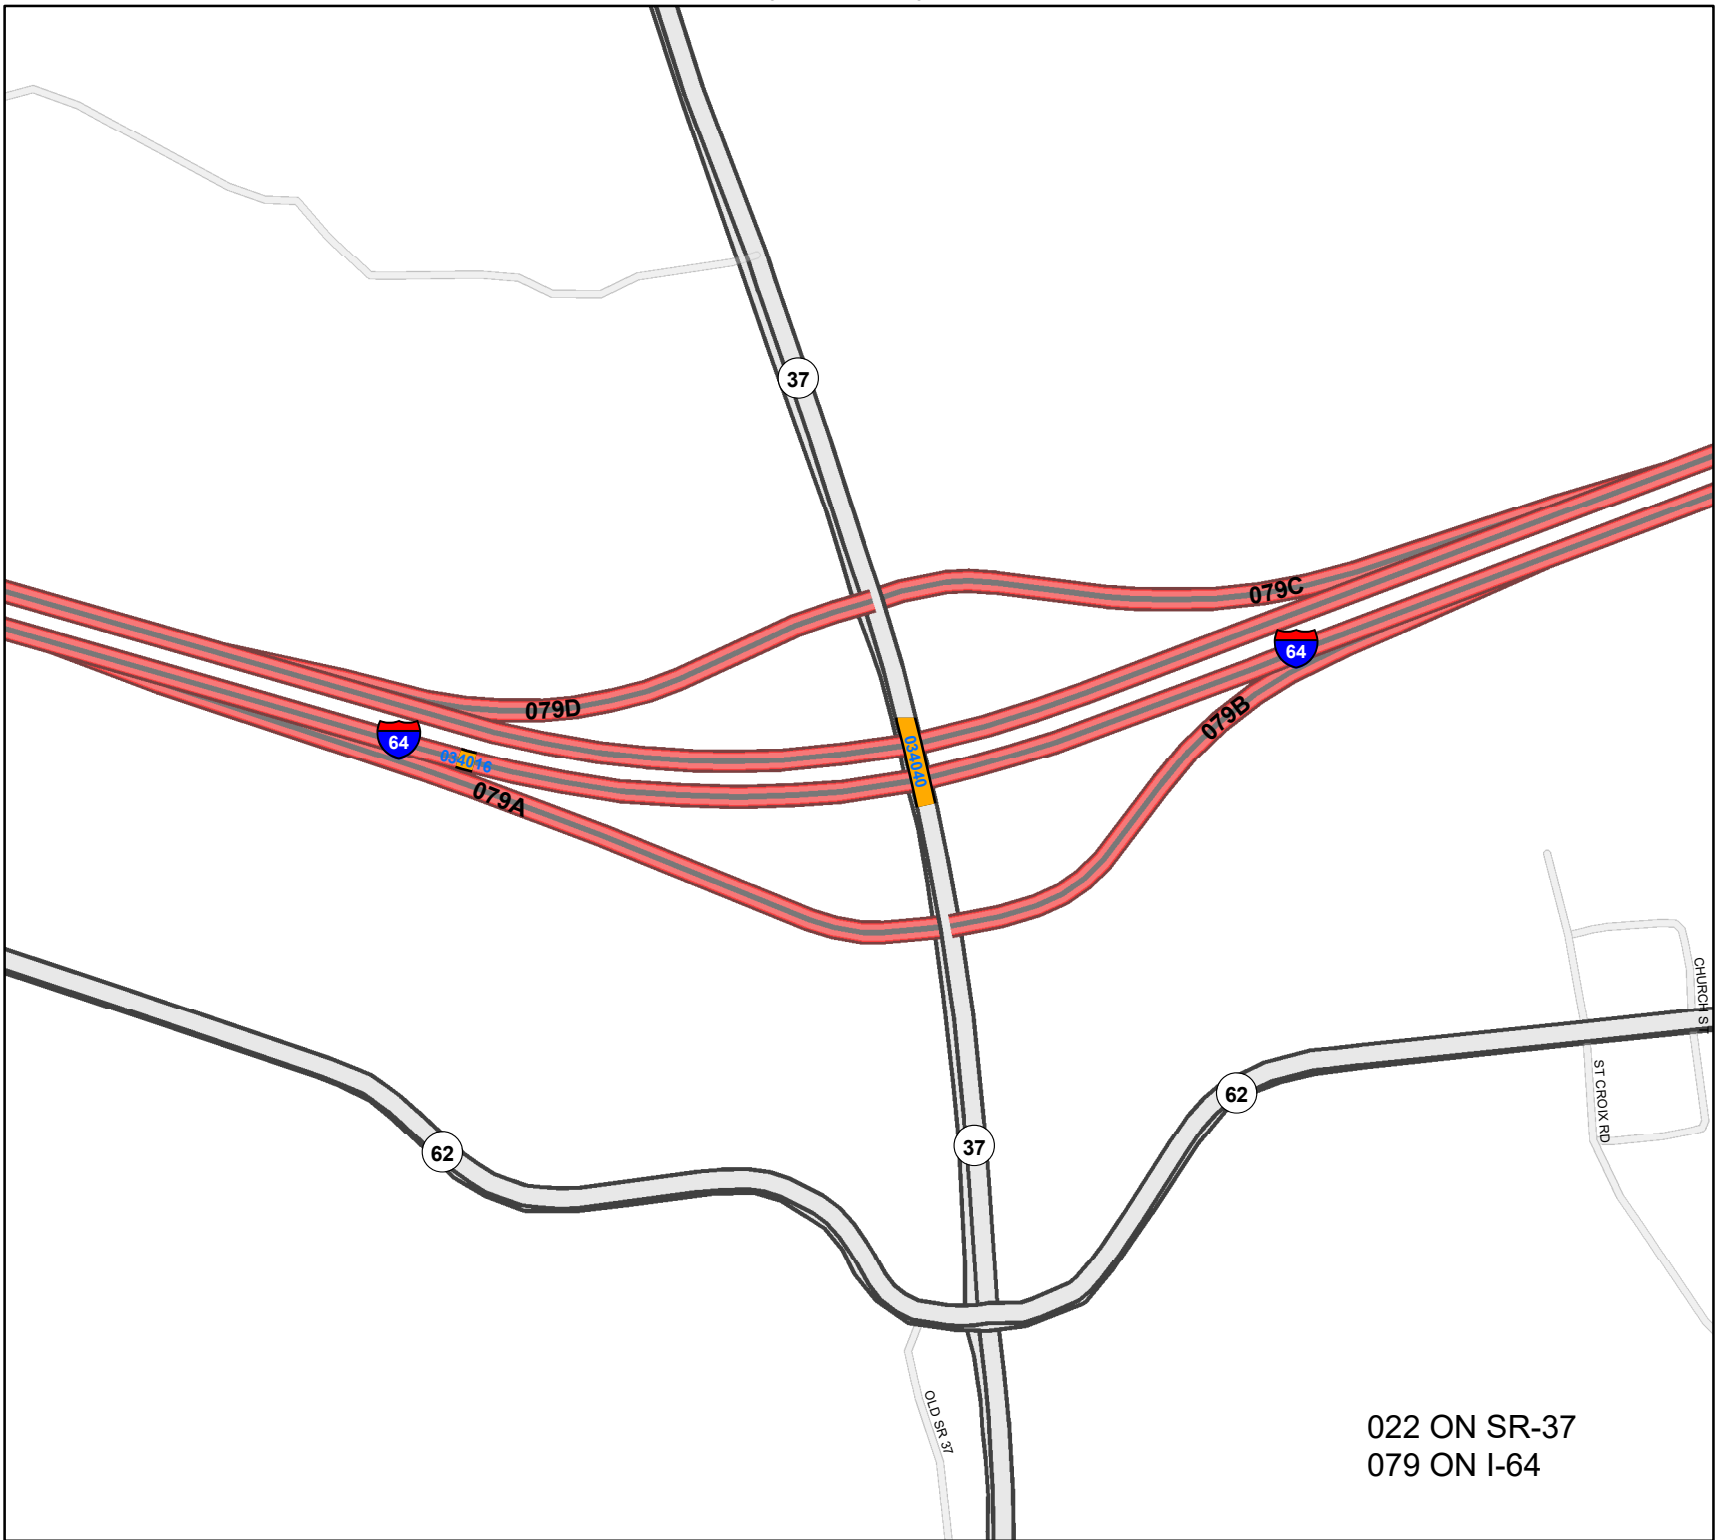 37
079C
64
079D
079B
64
034016
034040
079A
CHURCH ST
ST CROIX RD
62
37
62
OLD SR 37
022 ON SR-37
079 ON I-64